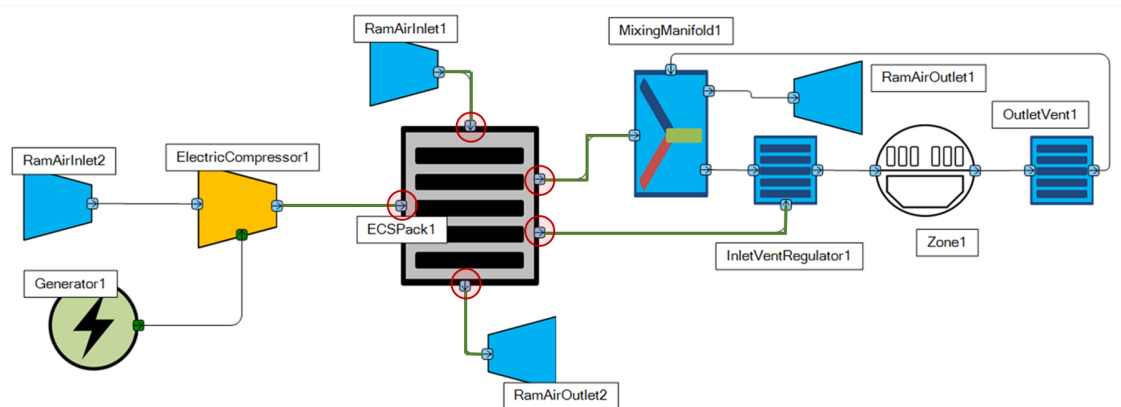 RamAirInlet1
MixingManifold1
RamAirOutlet1
OutletVent1
RamAirInlet2
ElectricCompressor1
ECSPack1
InletVentRegulator1
Zone1
Generator1
RamAirOutlet2